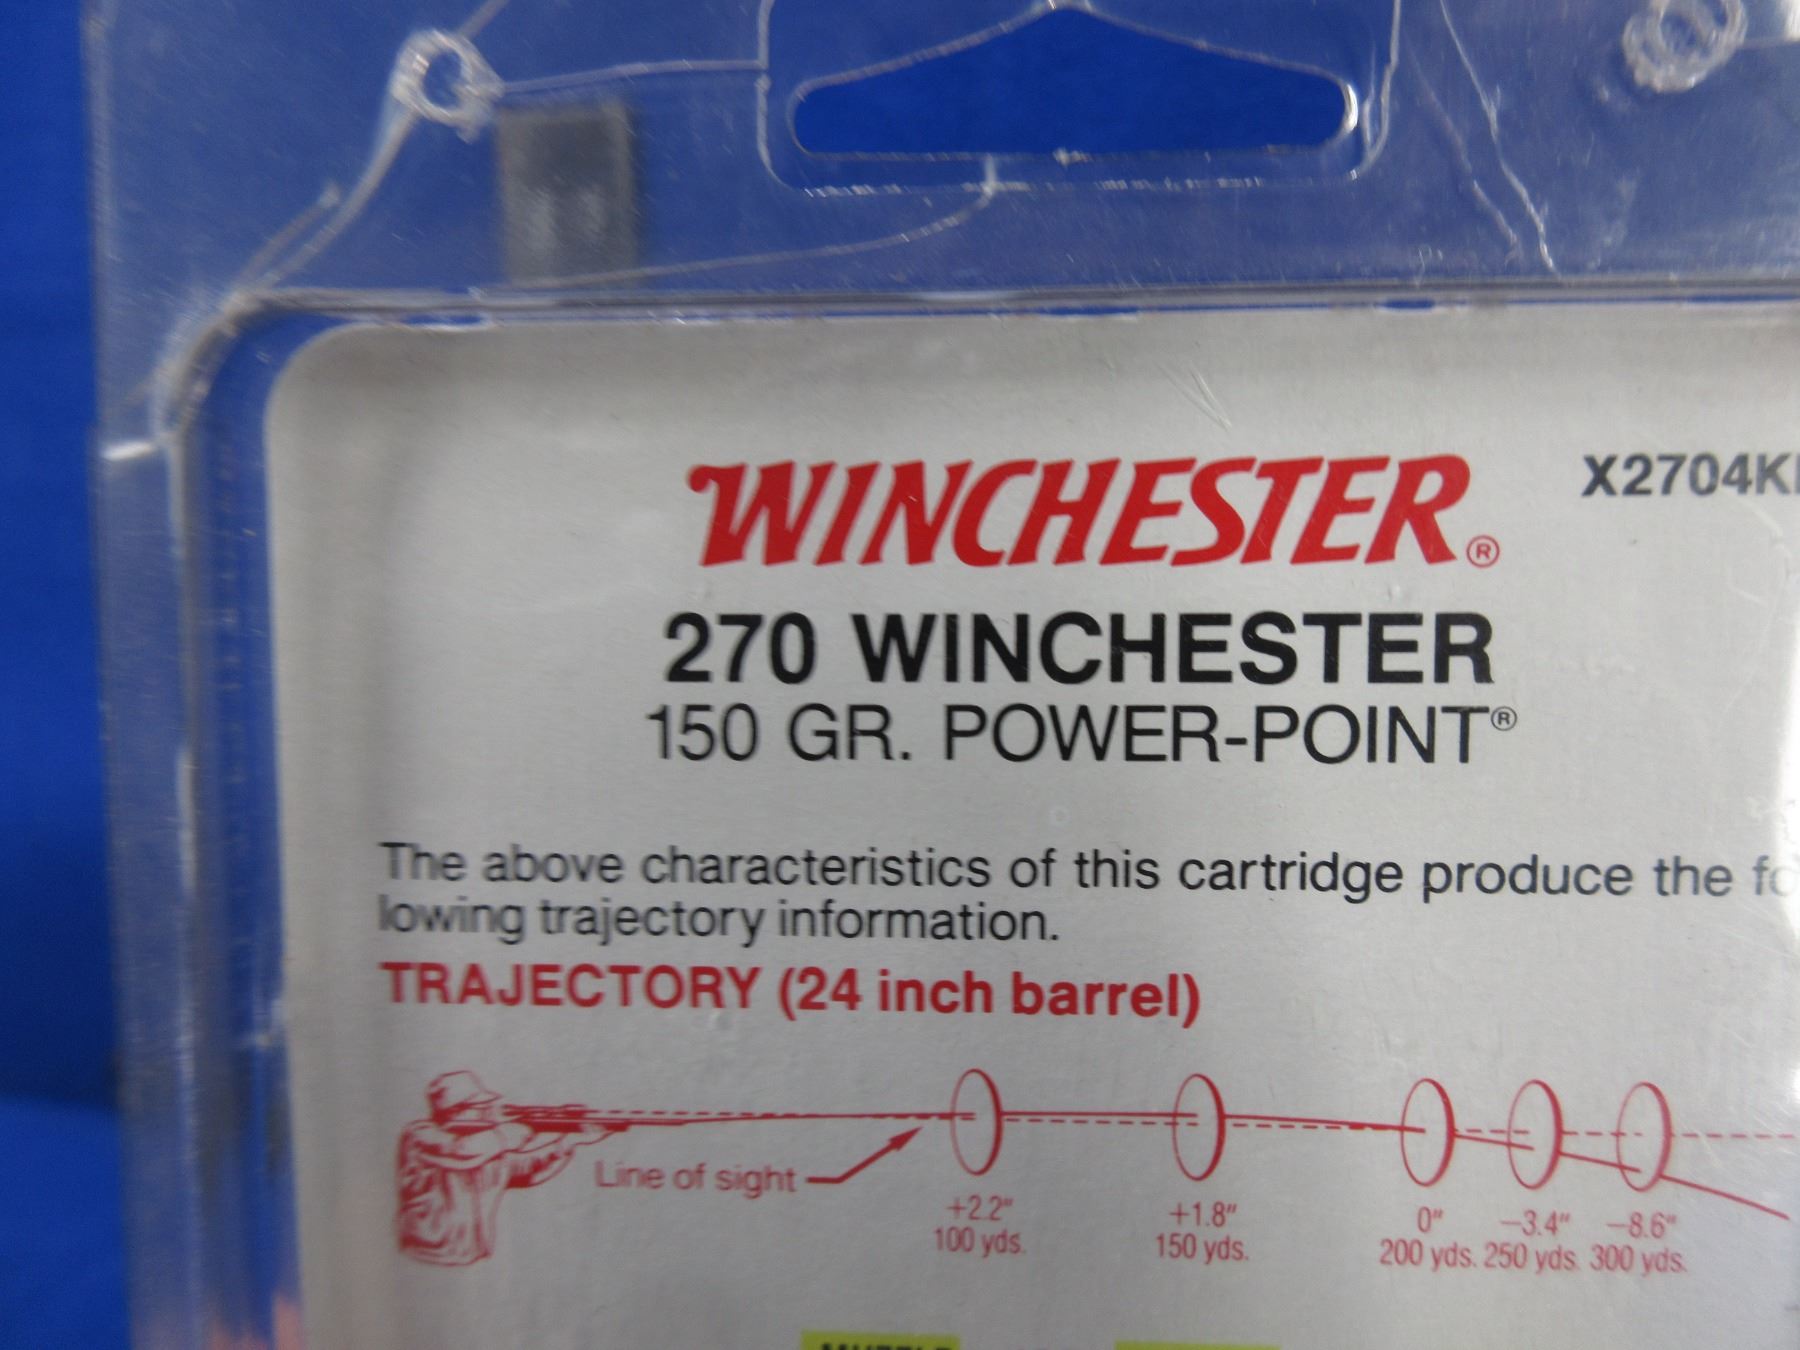 WINCHESTER®
270 WINCHESTER
150 GR. POWER-POINT®
The above characteristics of this cartridge produce the
lowing trajectory information.
TRAJECTORY (24 inch barrel)
Line of sight
+2.2" +1.8" 0" −3.4" −8.6"
100 yds. 150 yds. 200 yds. 250 yds. 300 yds.